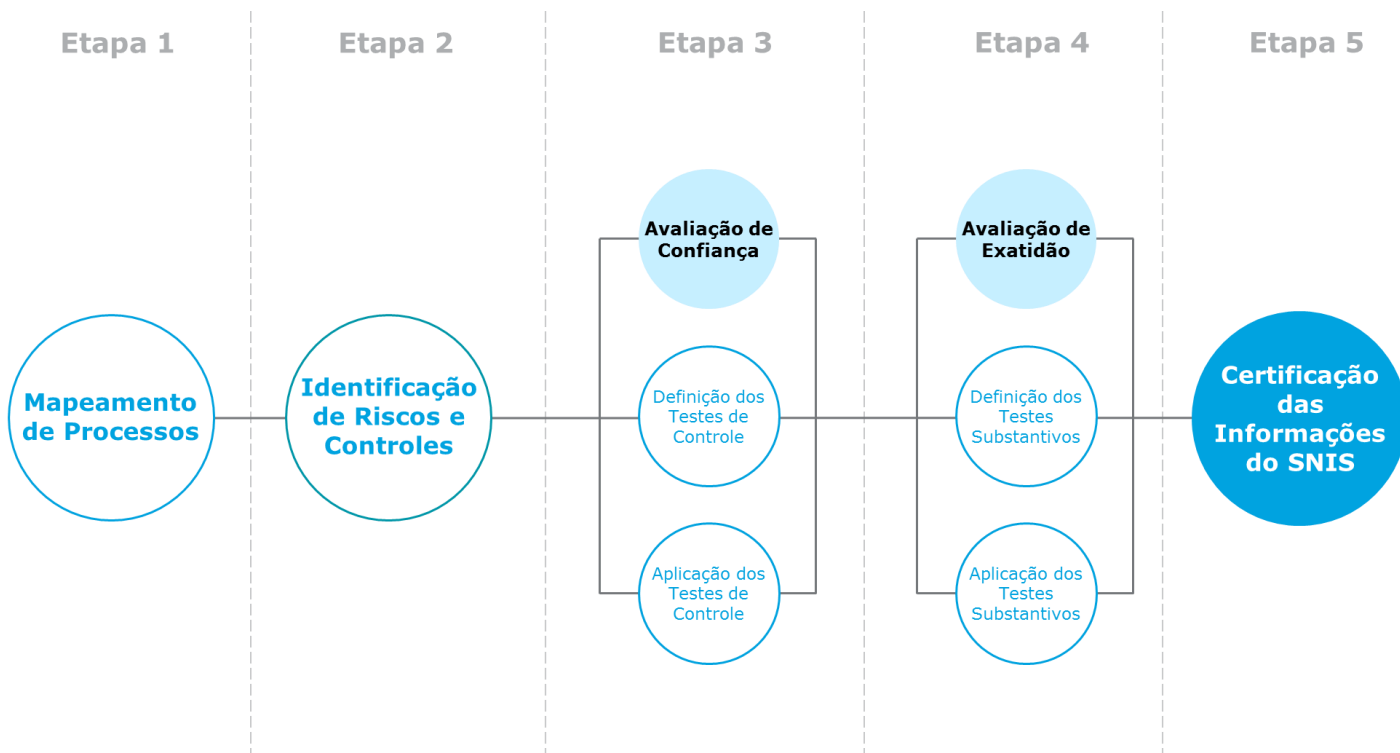 Etapa 1
Etapa 2
Etapa 3
Etapa 4
Etapa 5
Mapeamento
de Processos
Identificação
de Riscos e
Controles
Avaliação de
Confiança
Definição dos
Testes de
Controle
Aplicação dos
Testes de
Controle
Avaliação de
Exatidão
Definição dos
Testes
Substantivos
Aplicação dos
Testes
Substantivos
Certificação
das
Informações
do SNIS